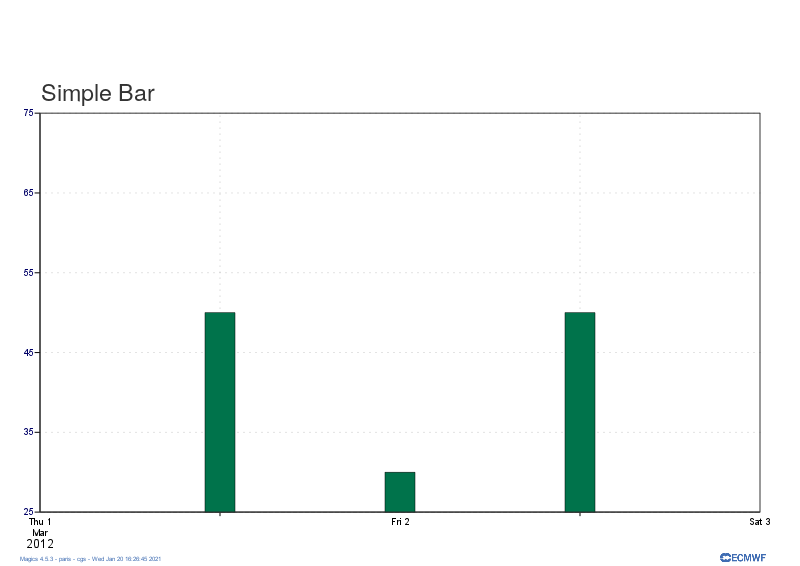 Simple Bar
75
65
55
45
35
25
Thu 1 Fri 2 Sat 3
Mar
2012
Magics 4.5.3 - paris - cgs - Wed Jan 20 16:26:45 2021
ECMWF